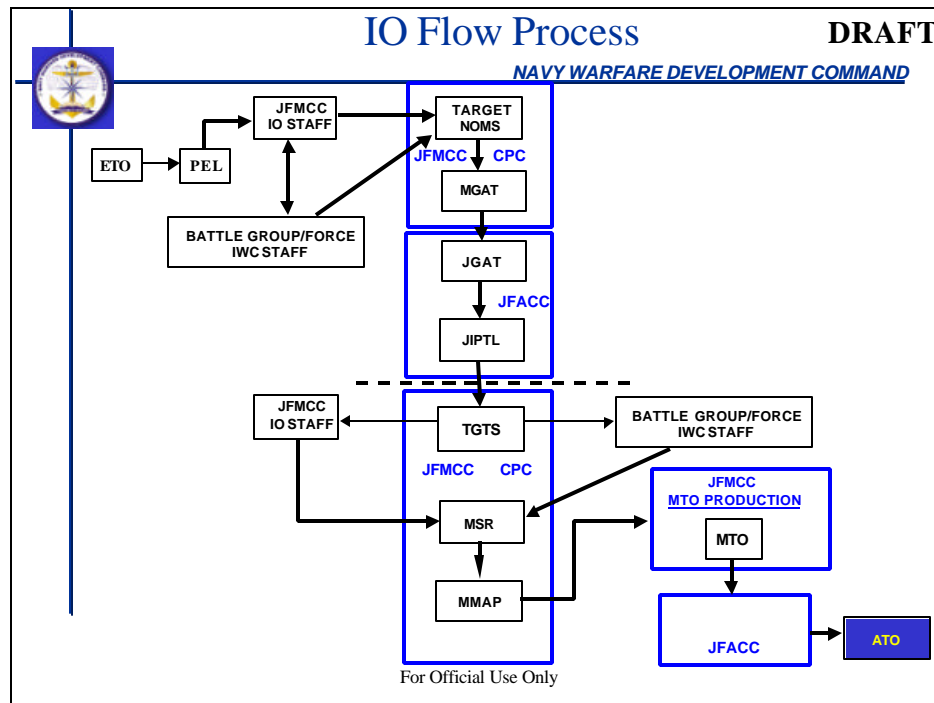 IO Flow Process
DRAFT
NAVY WARFARE DEVELOPMENT COMMAND
JFMCC
IO STAFF
TARGET
NOMS
ETO
PEL
JFMCC CPC
MGAT
BATTLE GROUP/FORCE
IWC STAFF
JGAT
JFACC
JIPTL
JFMCC
IO STAFF
TGTS
BATTLE GROUP/FORCE
IWC STAFF
JFMCC CPC
JFMCC
MTO PRODUCTION
MSR
MTO
MMAP
JFACC
ATO
For Official Use Only